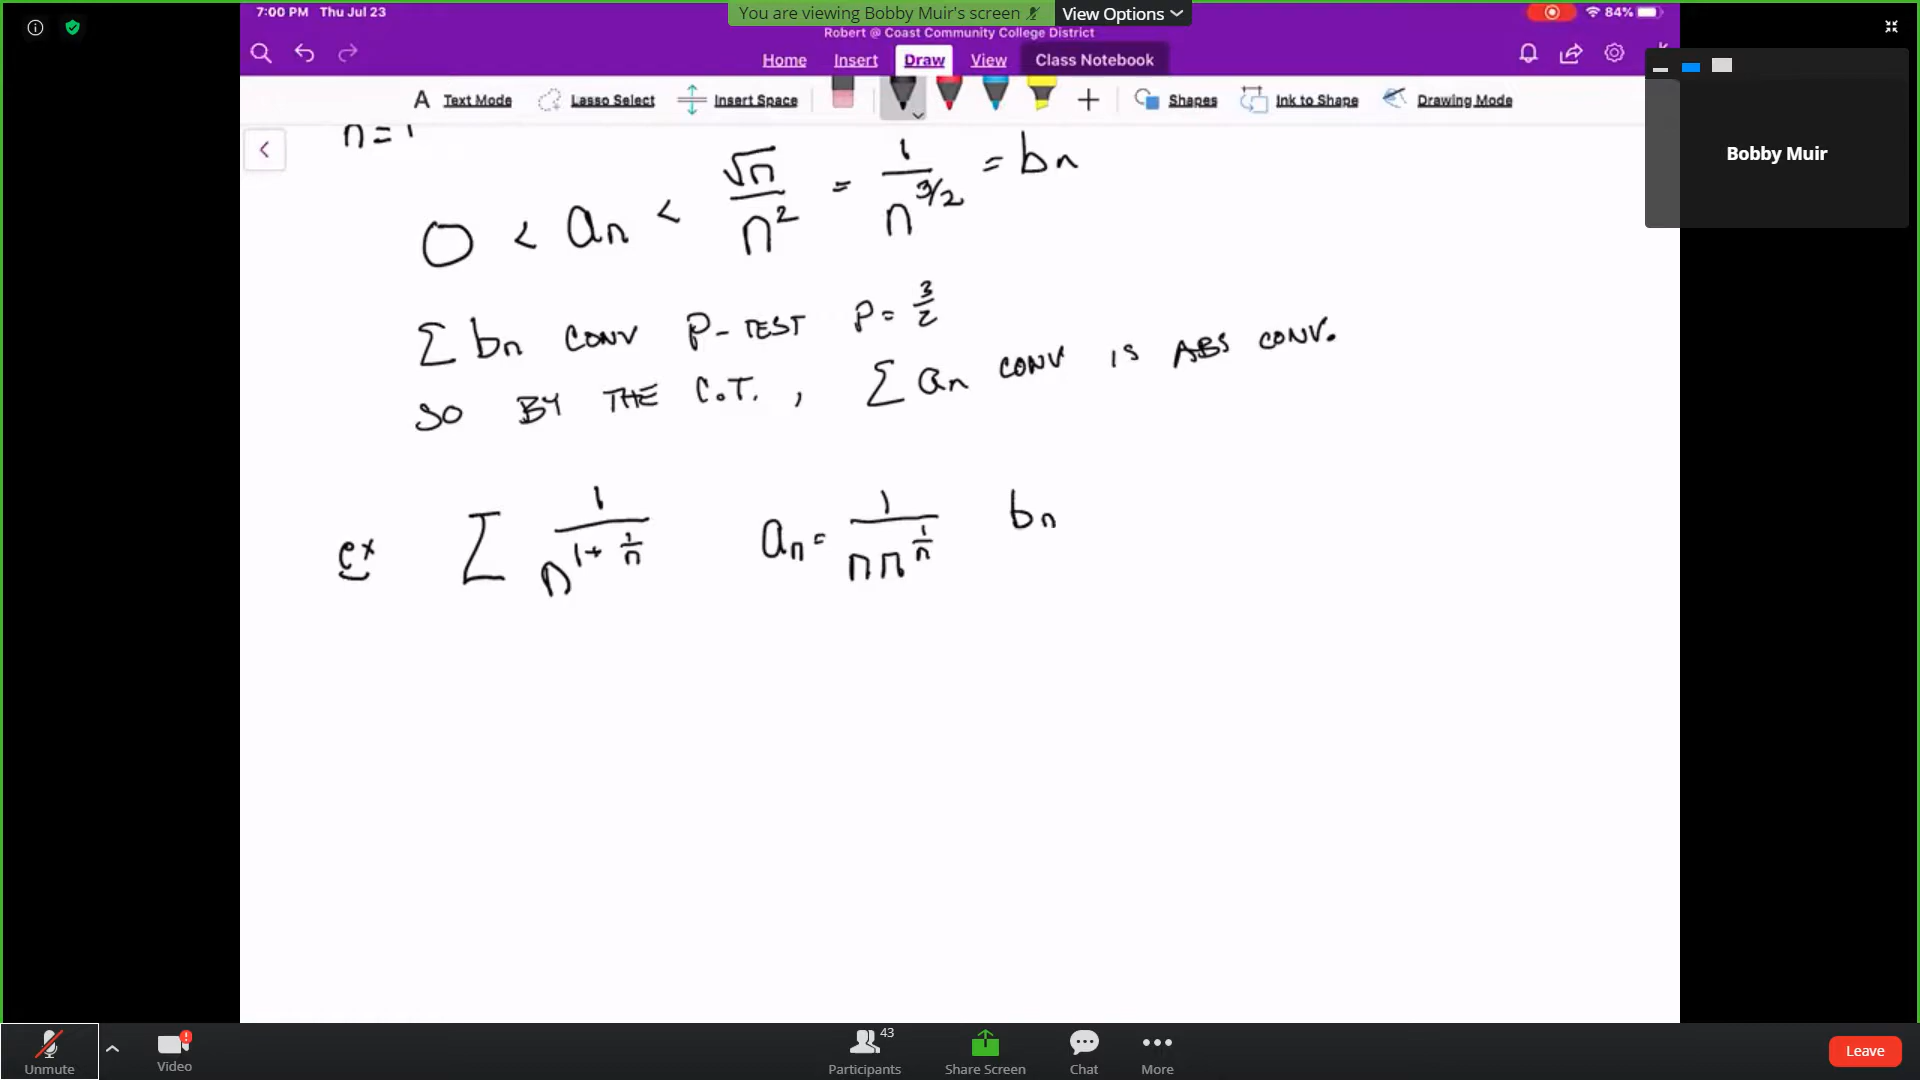 7:00 PM Thu Jul 23
You are viewing Bobby Muir's screen
View Options
84%
Robert @ Coast Community College District
Home Insert Draw View Class Notebook
Text Mode Lasso Select Insert Space Shapes Ink to Shape Drawing Mode
Bobby Muir
n=1
0 < an < √n/n^2 = 1/n^(3/2) = bn
Σ bn CONV P-TEST P= 3/2
SO BY THE C.T., Σ an CONV IS ABS CONV.
ex Σ 1/n^(1+1/n) an= 1/(n n^(1/n)) bn
Unmute
Video
Participants 43
Share Screen
Chat
More
Leave